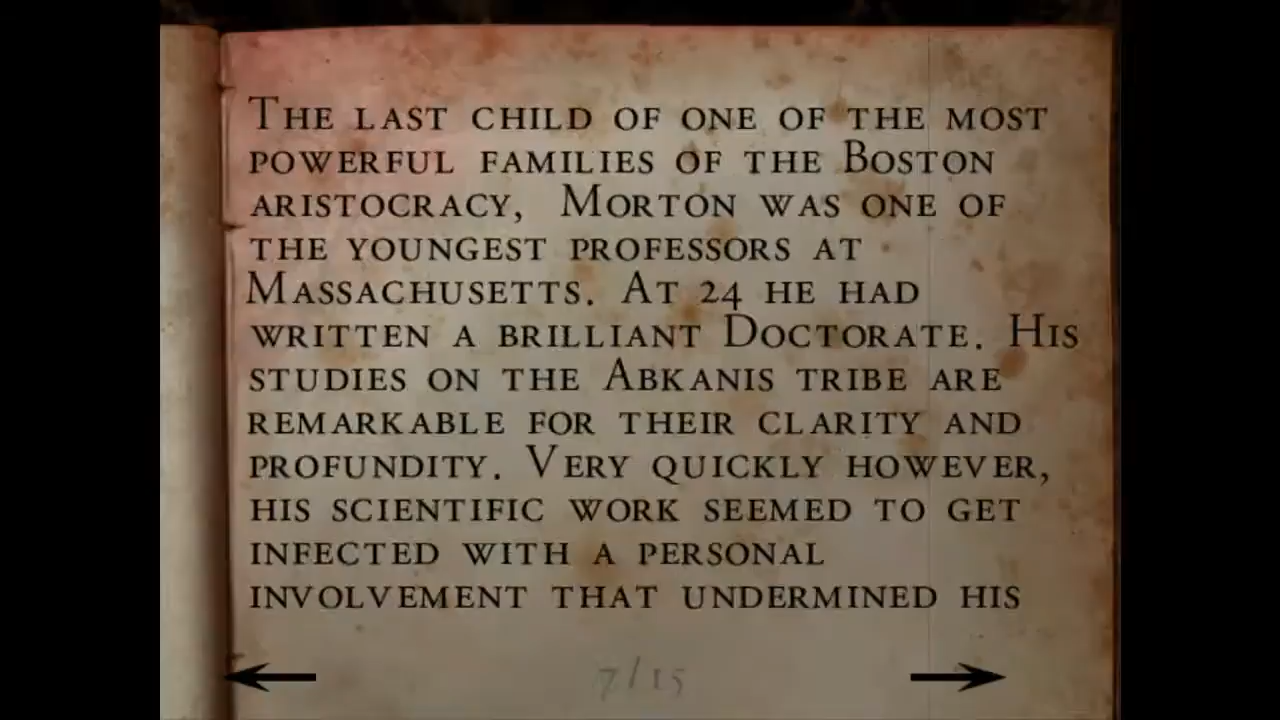 The last child of one of the most
powerful families of the Boston
aristocracy, Morton was one of
the youngest professors at
Massachusetts. At 24 he had
written a brilliant Doctorate. His
studies on the Abkanis tribe are
remarkable for their clarity and
profundity. Very quickly however,
his scientific work seemed to get
infected with a personal
involvement that undermined his
7/15